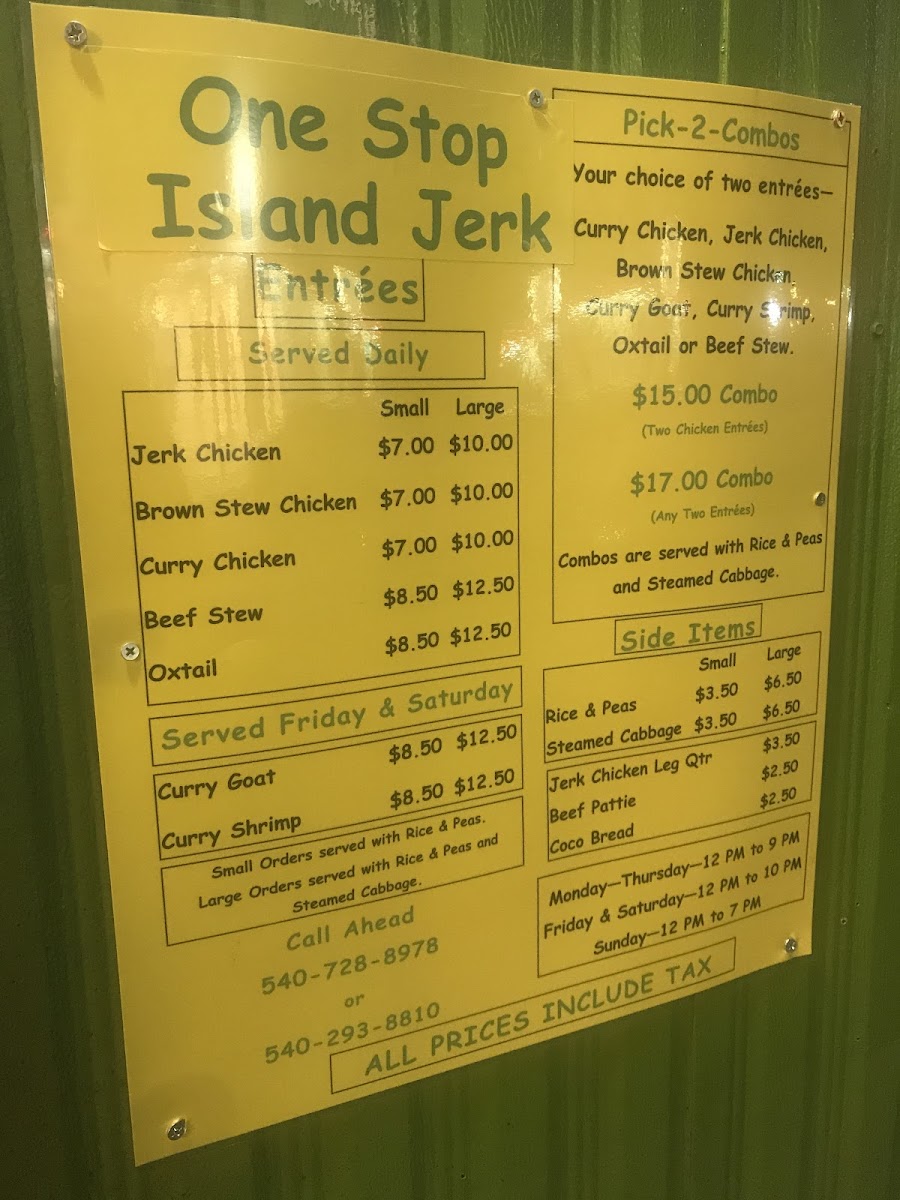 One Stop
Island Jerk
Entrées
Served Daily
Small Large
Jerk Chicken $7.00 $10.00
Brown Stew Chicken $7.00 $10.00
Curry Chicken $7.00 $10.00
Beef Stew $8.50 $12.50
Oxtail $8.50 $12.50
Served Friday & Saturday
Curry Goat $8.50 $12.50
Curry Shrimp $8.50 $12.50
Small Orders served with Rice & Peas.
Large Orders served with Rice & Peas and
Steamed Cabbage.
Call Ahead
540-728-8978
or
540-293-8810
Pick-2-Combos
Your choice of two entrées—
Curry Chicken, Jerk Chicken,
Brown Stew Chicken,
Curry Goat, Curry Shrimp,
Oxtail or Beef Stew.
$15.00 Combo
(Two Chicken Entrées)
$17.00 Combo
(Any Two Entrées)
Combos are served with Rice & Peas
and Steamed Cabbage.
Side Items
Small Large
Rice & Peas $3.50 $6.50
Steamed Cabbage $3.50 $6.50
Jerk Chicken Leg Qtr $3.50
Beef Pattie $2.50
Coco Bread $2.50
Monday—Thursday—12 PM to 9 PM
Friday & Saturday—12 PM to 10 PM
Sunday—12 PM to 7 PM
ALL PRICES INCLUDE TAX